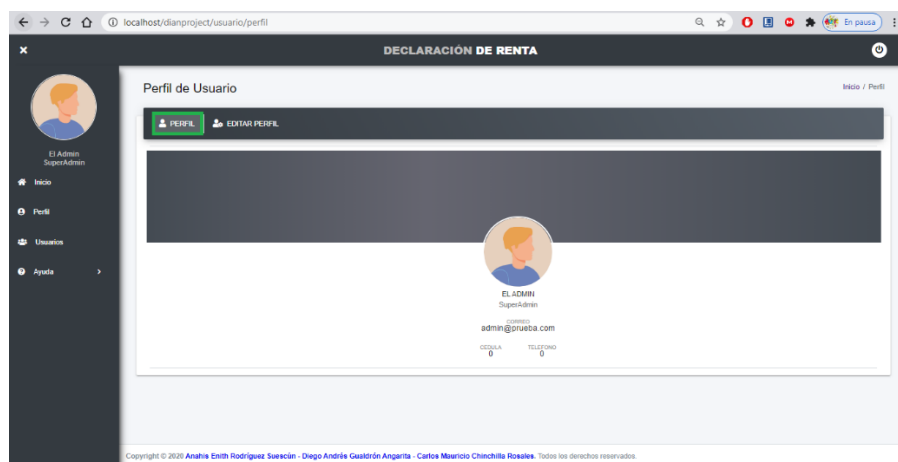 localhost/dianproject/usuario/perfil
En pausa
DECLARACIÓN DE RENTA
El Admin
SuperAdmin
Inicio
Perfil
Usuarios
Ayuda
Perfil de Usuario
Inicio / Perfil
PERFIL
EDITAR PERFIL
EL ADMIN
SuperAdmin
CORREO
admin@prueba.com
CEDULA TELEFONO
0 0
Copyright © 2020 Anahis Enith Rodríguez Suescún - Diego Andrés Gualdrón Angarita - Carlos Mauricio Chinchilla Rosales. Todos los derechos reservados.